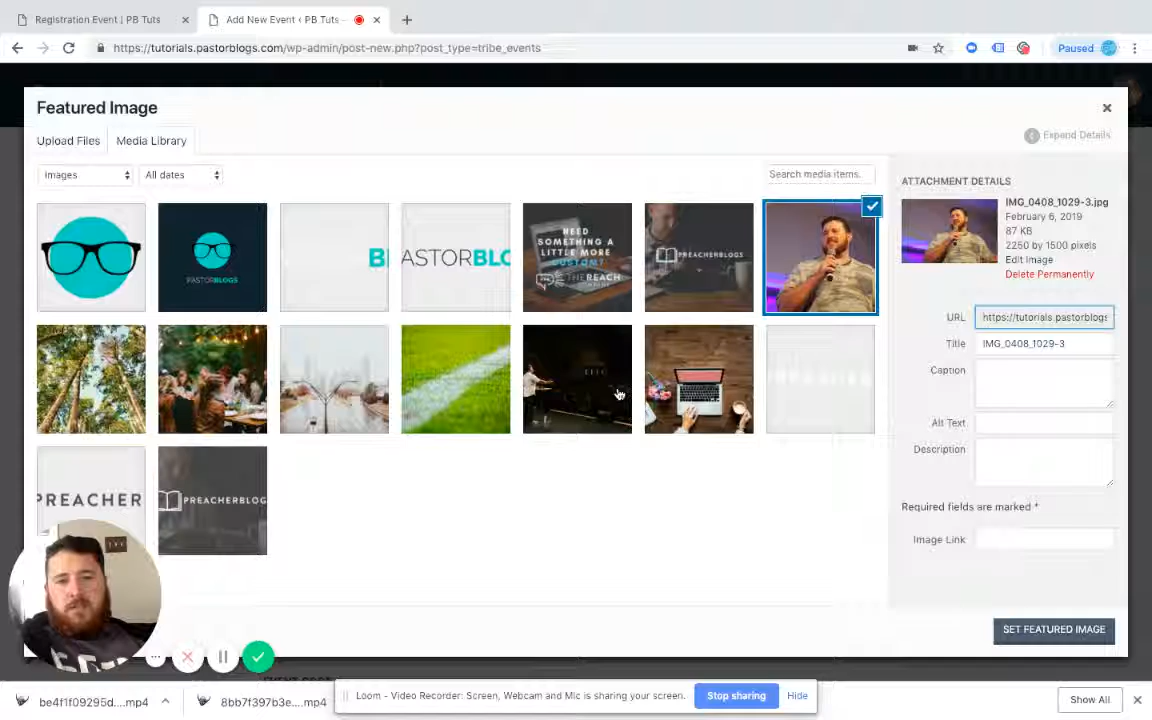 Registration Event | PB Tuts
Add New Event ‹ PB Tuts –
https://tutorials.pastorblogs.com/wp-admin/post-new.php?post_type=tribe_events
Paused
Featured Image
Upload Files
Media Library
Expand Details
Images
All dates
Search media items.
PASTORBLOGS
B
ASTORBLO
NEED
SOMETHING A
LITTLE MORE
CUSTOM?
THEREACH
PREACHERBLOGS
PREACHER
PREACHERBLOG
ATTACHMENT DETAILS
IMG_0408_1029-3.jpg
February 6, 2019
87 KB
2250 by 1500 pixels
Edit Image
Delete Permanently
URL
https://tutorials.pastorblogs
Title
IMG_0408_1029-3
Caption
Alt Text
Description
Required fields are marked *
Image Link
SET FEATURED IMAGE
be4f1f09295d....mp4
8bb7f397b3e....mp4
Loom - Video Recorder: Screen, Webcam and Mic is sharing your screen.
Stop sharing
Hide
Show All